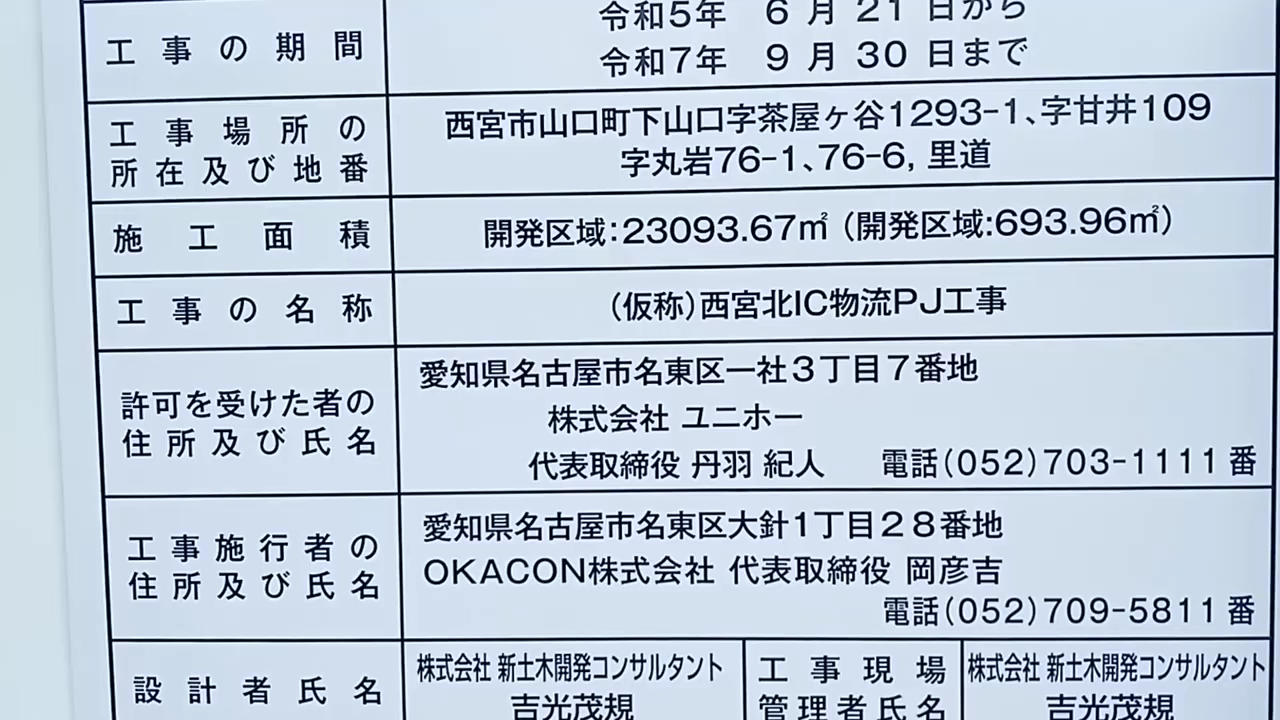 工事の期間
令和5年 6月21日から
令和7年 9月30日まで
工事場所の
所在及び地番
西宮市山口町下山口字茶屋ヶ谷1293-1、字甘井109
字丸岩76-1、76-6, 里道
施工面積
開発区域:23093.67㎡ (開発区域:693.96㎡)
工事の名称
(仮称)西宮北IC物流PJ工事
許可を受けた者の
住所及び氏名
愛知県名古屋市名東区一社3丁目7番地
株式会社 ユニホー
代表取締役 丹羽 紀人 電話(052)703-1111番
工事施行者の
住所及び氏名
愛知県名古屋市名東区大針1丁目28番地
OKACON株式会社 代表取締役 岡彦吉
電話(052)709-5811番
設計者氏名
株式会社 新土木開発コンサルタント
吉光茂規
工事現場
管理者氏名
株式会社 新土木開発コンサルタント
吉光茂規